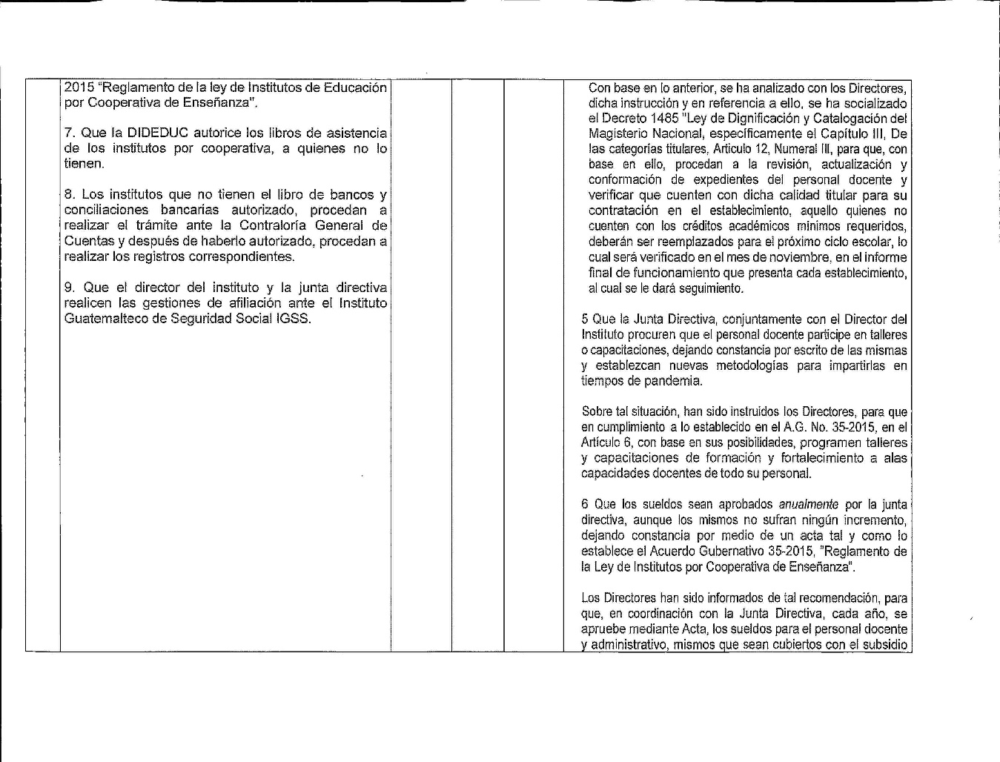 2015 "Reglamento de la ley de Institutos de Educación
por Cooperativa de Enseñanza".
7. Que la DIDEDUC autorice los libros de asistencia
de los institutos por cooperativa, a quienes no lo
tienen.
8. Los institutos que no tienen el libro de bancos y
conciliaciones bancarias autorizado, procedan a
realizar el trámite ante la Contraloría General de
Cuentas y después de haberlo autorizado, procedan a
realizar los registros correspondientes.
9. Que el director del instituto y la junta directiva
realicen las gestiones de afiliación ante el Instituto
Guatemalteco de Seguridad Social IGSS.
Con base en lo anterior, se ha analizado con los Directores,
dicha instrucción y en referencia a ello, se ha socializado
el Decreto 1485 "Ley de Dignificación y Catalogación del
Magisterio Nacional, específicamente el Capítulo III, De
las categorías titulares, Articulo 12, Numeral III, para que, con
base en ello, procedan a la revisión, actualización y
conformación de expedientes del personal docente y
verificar que cuenten con dicha calidad titular para su
contratación en el establecimiento, aquello quienes no
cuenten con los créditos académicos mínimos requeridos,
deberán ser reemplazados para el próximo ciclo escolar, lo
cual será verificado en el mes de noviembre, en el informe
final de funcionamiento que presenta cada establecimiento,
al cual se le dará seguimiento.
5 Que la Junta Directiva, conjuntamente con el Director del
Instituto procuren que el personal docente participe en talleres
o capacitaciones, dejando constancia por escrito de las mismas
y establezcan nuevas metodologías para impartirlas en
tiempos de pandemia.
Sobre tal situación, han sido instruidos los Directores, para que
en cumplimiento a lo establecido en el A.G. No. 35-2015, en el
Artículo 6, con base en sus posibilidades, programen talleres
y capacitaciones de formación y fortalecimiento a alas
capacidades docentes de todo su personal.
6 Que los sueldos sean aprobados anualmente por la junta
directiva, aunque los mismos no sufran ningún incremento,
dejando constancia por medio de un acta tal y como lo
establece el Acuerdo Gubernativo 35-2015, "Reglamento de
la Ley de Institutos por Cooperativa de Enseñanza".
Los Directores han sido informados de tal recomendación, para
que, en coordinación con la Junta Directiva, cada año, se
apruebe mediante Acta, los sueldos para el personal docente
y administrativo, mismos que sean cubiertos con el subsidio